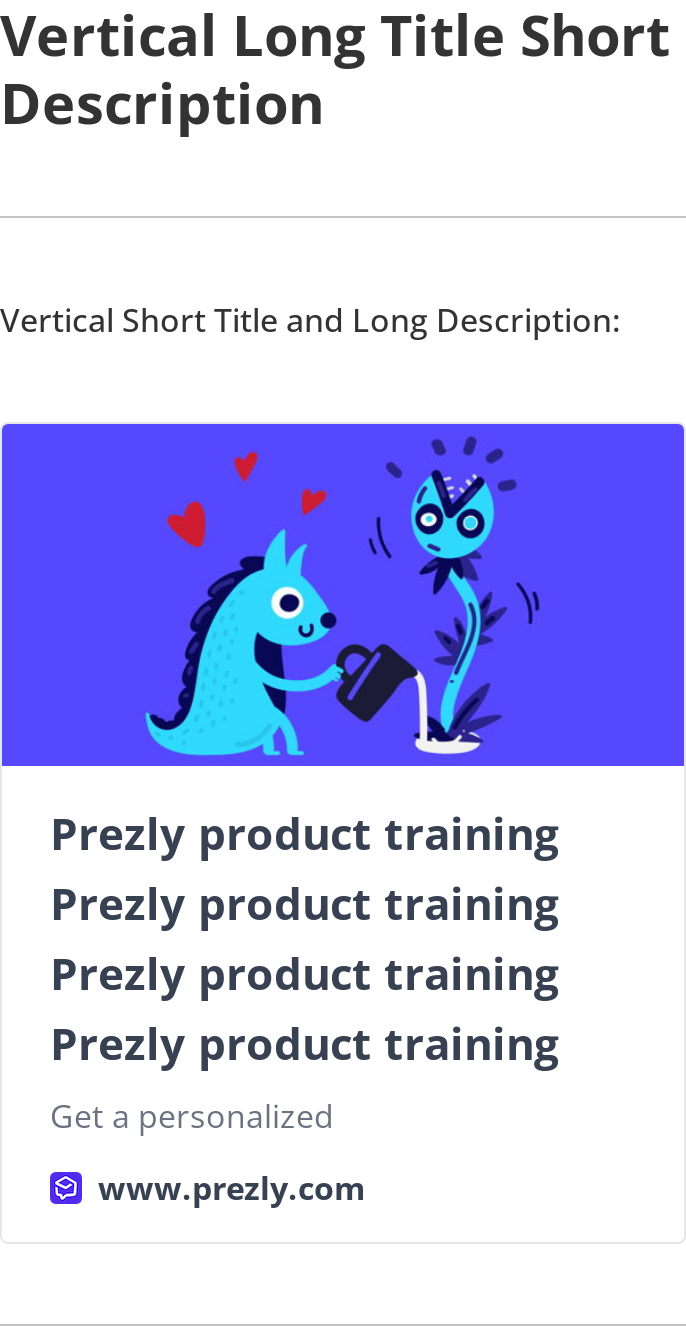 Vertical Long Title Short
Description
Vertical Short Title and Long Description:
Prezly product training
Prezly product training
Prezly product training
Prezly product training
Get a personalized
www.prezly.com